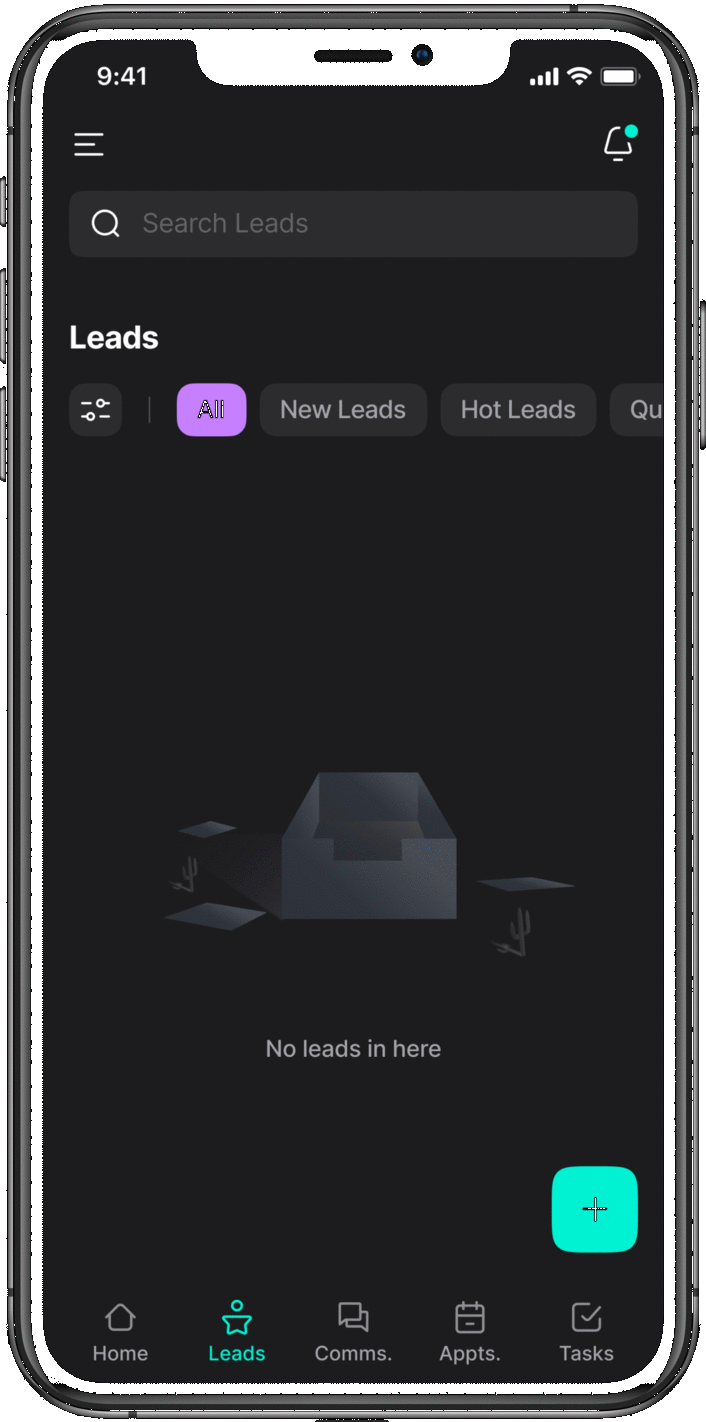 9:41
Search Leads
Leads
All New Leads Hot Leads Qu
No leads in here
Home Leads Comms. Appts. Tasks